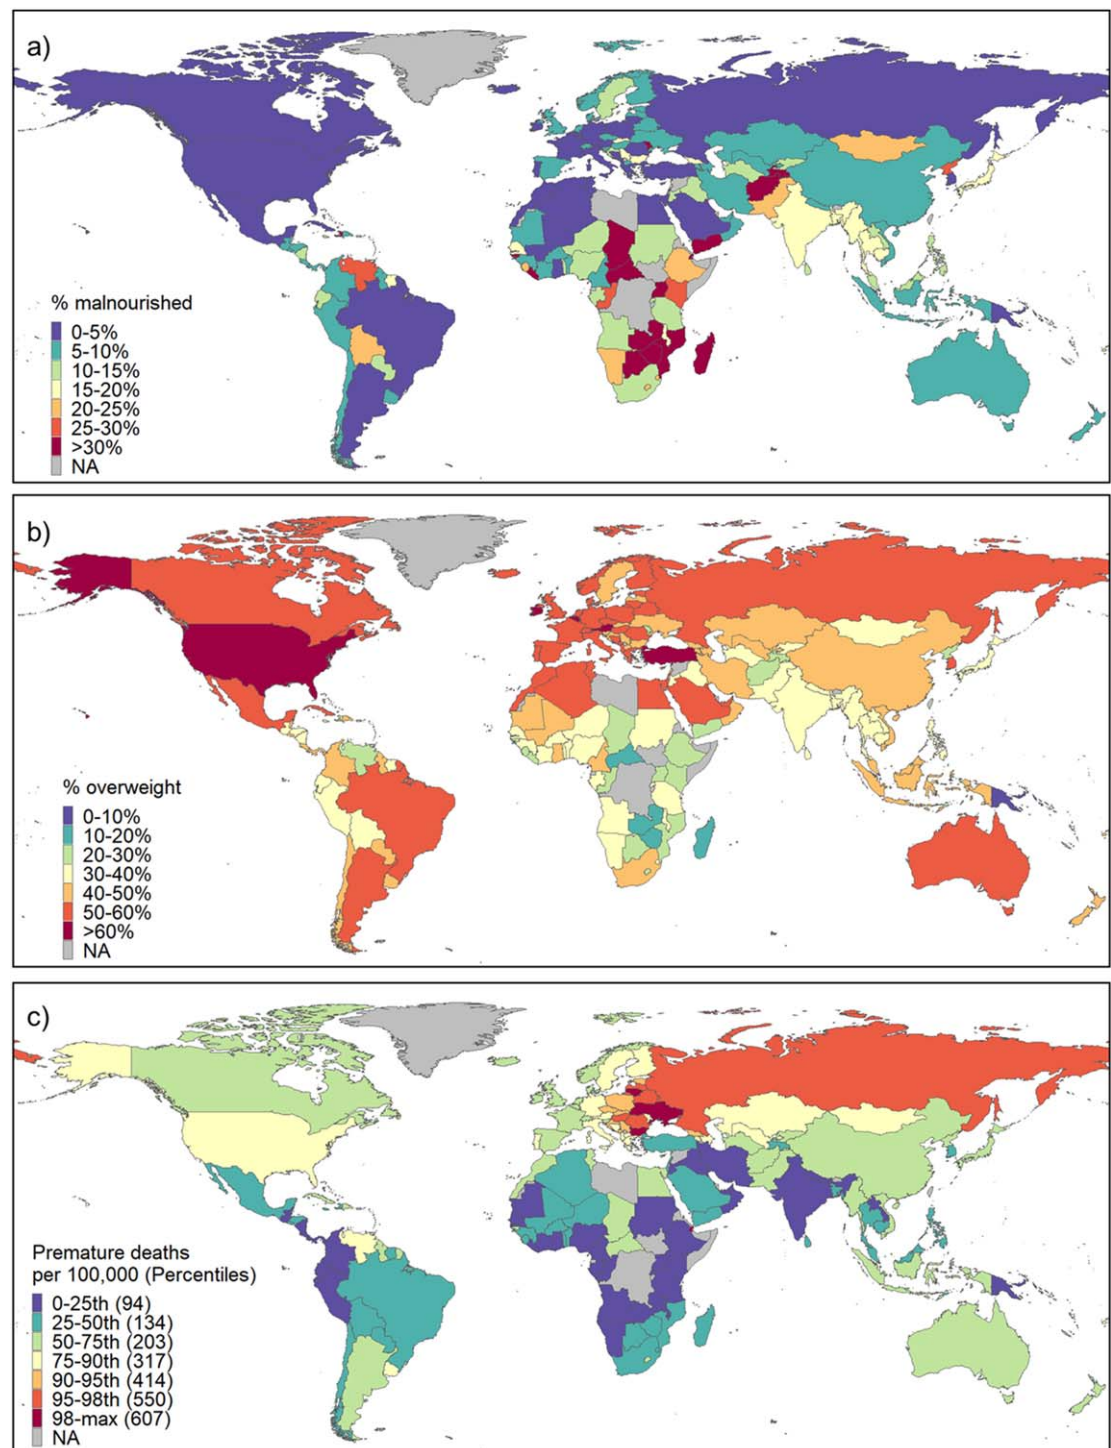 a)
% malnourished
0-5%
5-10%
10-15%
15-20%
20-25%
25-30%
>30%
NA
b)
% overweight
0-10%
10-20%
20-30%
30-40%
40-50%
50-60%
>60%
NA
c)
Premature deaths
per 100,000 (Percentiles)
0-25th (94)
25-50th (134)
50-75th (203)
75-90th (317)
90-95th (414)
95-98th (550)
98-max (607)
NA